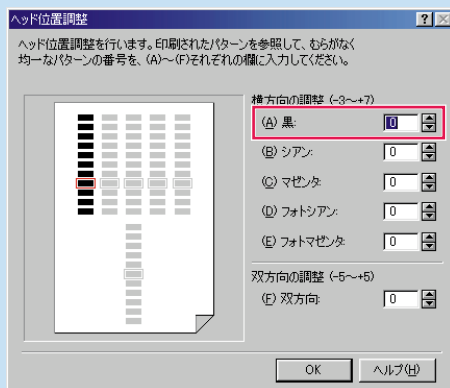 ヘッド位置調整
ヘッド位置調整を行います。印刷されたパターンを参照して、むらがなく
均一なパターンの番号を、(A)~(F)それぞれの欄に入力してください。
横方向の調整 (-3~+7)
(A) 黒: 0
(B) シアン: 0
(C) マゼンタ: 0
(D) フォトシアン: 0
(E) フォトマゼンタ: 0
双方向の調整 (-5~+5)
(F) 双方向: 0
OK ヘルプ(H)